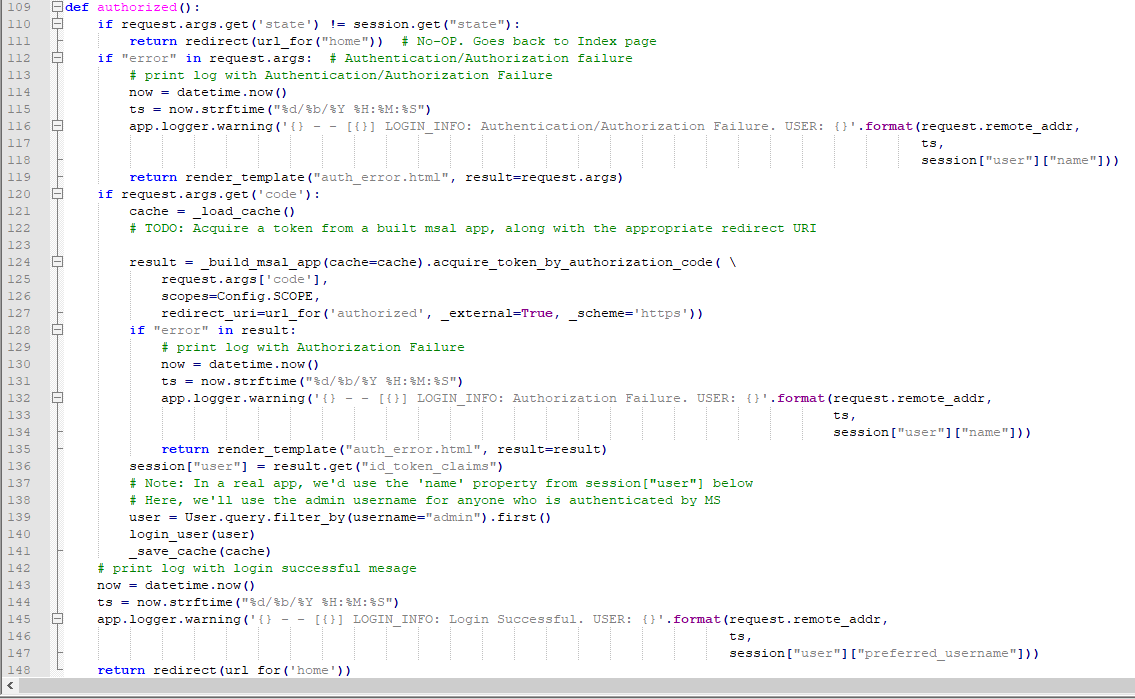 109 def authorized():
110     if request.args.get('state') != session.get("state"):
111         return redirect(url_for("home"))  # No-OP. Goes back to Index page
112     if "error" in request.args:  # Authentication/Authorization failure
113         # print log with Authentication/Authorization Failure
114         now = datetime.now()
115         ts = now.strftime("%d/%b/%Y %H:%M:%S")
116         app.logger.warning('{} - - [{}] LOGIN_INFO: Authentication/Authorization Failure. USER: {}'.format(request.remote_addr,
117                                                                                                            ts,
118                                                                                                            session["user"]["name"]))
119         return render_template("auth_error.html", result=request.args)
120     if request.args.get('code'):
121         cache = _load_cache()
122         # TODO: Acquire a token from a built msal app, along with the appropriate redirect URI
123
124         result = _build_msal_app(cache=cache).acquire_token_by_authorization_code( \
125             request.args['code'],
126             scopes=Config.SCOPE,
127             redirect_uri=url_for('authorized', _external=True, _scheme='https'))
128         if "error" in result:
129             # print log with Authorization Failure
130             now = datetime.now()
131             ts = now.strftime("%d/%b/%Y %H:%M:%S")
132             app.logger.warning('{} - - [{}] LOGIN_INFO: Authorization Failure. USER: {}'.format(request.remote_addr,
133                                                                                                 ts,
134                                                                                                 session["user"]["name"]))
135             return render_template("auth_error.html", result=result)
136         session["user"] = result.get("id_token_claims")
137         # Note: In a real app, we'd use the 'name' property from session["user"] below
138         # Here, we'll use the admin username for anyone who is authenticated by MS
139         user = User.query.filter_by(username="admin").first()
140         login_user(user)
141         _save_cache(cache)
142     # print log with login successful mesage
143     now = datetime.now()
144     ts = now.strftime("%d/%b/%Y %H:%M:%S")
145     app.logger.warning('{} - - [{}] LOGIN_INFO: Login Successful. USER: {}'.format(request.remote_addr,
146                                                                                    ts,
147                                                                                    session["user"]["preferred_username"]))
148     return redirect(url_for('home'))